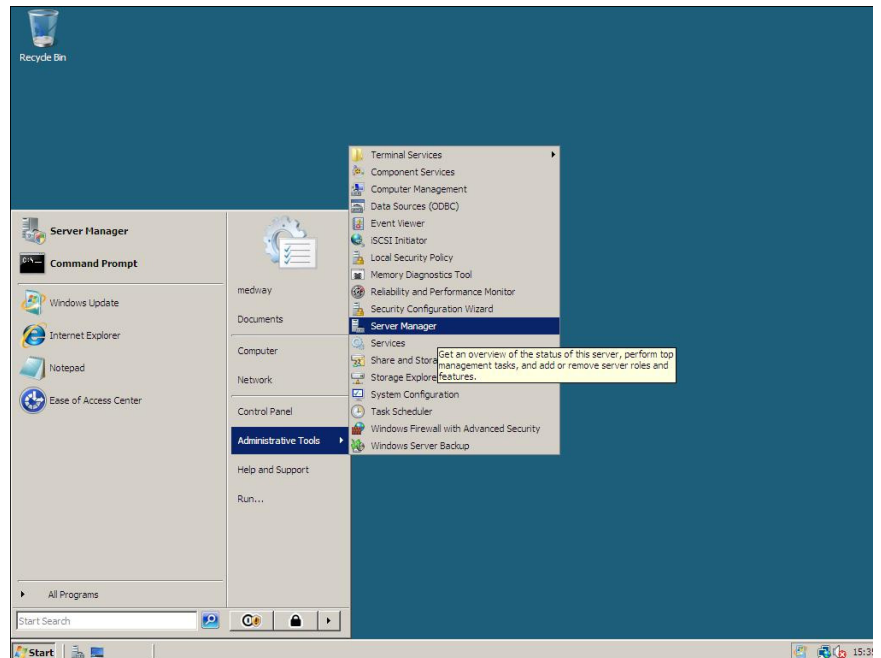 Recycle Bin
Terminal Services
Component Services
Computer Management
Data Sources (ODBC)
Event Viewer
iSCSI Initiator
Local Security Policy
Memory Diagnostics Tool
Reliability and Performance Monitor
Security Configuration Wizard
Server Manager
Services
Share and Stora
Storage Explore
System Configuration
Task Scheduler
Windows Firewall with Advanced Security
Windows Server Backup
Get an overview of the status of this server, perform top
management tasks, and add or remove server roles and
features.
Server Manager
Command Prompt
Windows Update
Internet Explorer
Notepad
Ease of Access Center
All Programs
Start Search
medway
Documents
Computer
Network
Control Panel
Administrative Tools
Help and Support
Run...
Start
15:35